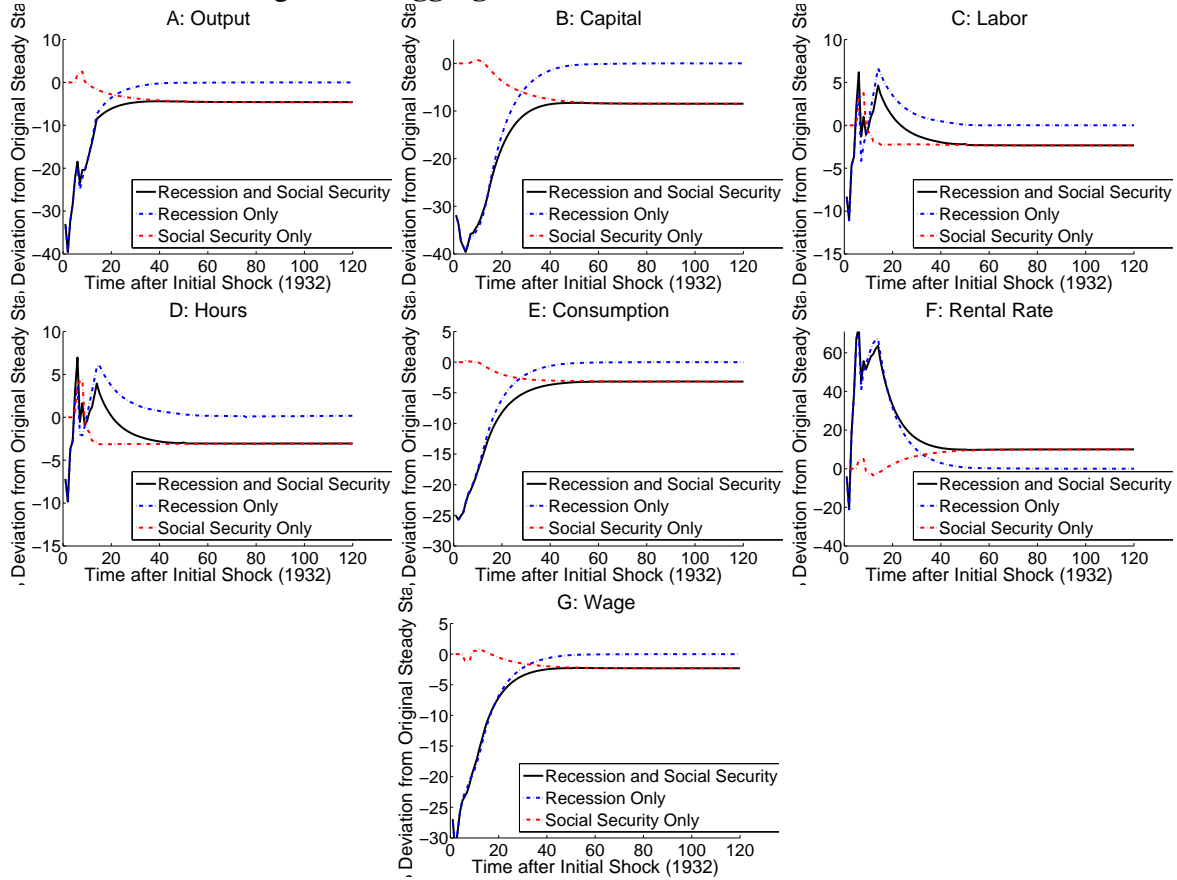 A: Output
Deviation from Original Steady Sta
10
0
−10
−20
−30
−40
0 20 40 60 80 100 120
Time after Initial Shock (1932)
Recession and Social Security
Recession Only
Social Security Only
B: Capital
Deviation from Original Steady Sta
0
−10
−20
−30
−40
0 20 40 60 80 100 120
Time after Initial Shock (1932)
Recession and Social Security
Recession Only
Social Security Only
C: Labor
Deviation from Original Steady Sta
10
5
0
−5
−10
−15
0 20 40 60 80 100 120
Time after Initial Shock (1932)
Recession and Social Security
Recession Only
Social Security Only
D: Hours
Deviation from Original Steady Sta
10
5
0
−5
−10
−15
0 20 40 60 80 100 120
Time after Initial Shock (1932)
Recession and Social Security
Recession Only
Social Security Only
E: Consumption
Deviation from Original Steady Sta
5
0
−5
−10
−15
−20
−25
−30
0 20 40 60 80 100 120
Time after Initial Shock (1932)
Recession and Social Security
Recession Only
Social Security Only
F: Rental Rate
Deviation from Original Steady Sta
60
40
20
0
−20
−40
0 20 40 60 80 100 120
Time after Initial Shock (1932)
Recession and Social Security
Recession Only
Social Security Only
G: Wage
Deviation from Original Steady Sta
5
0
−5
−10
−15
−20
−25
−30
0 20 40 60 80 100 120
Time after Initial Shock (1932)
Recession and Social Security
Recession Only
Social Security Only